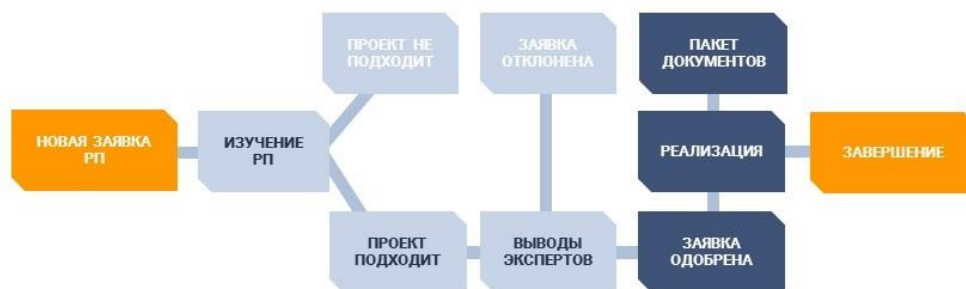 ПРОЕКТ НЕ
ПОДХОДИТ
ЗАЯВКА
ОТКЛОНЕНА
ПАКЕТ
ДОКУМЕНТОВ
НОВАЯ ЗАЯВКА
РП
ИЗУЧЕНИЕ
РП
РЕАЛИЗАЦИЯ
ЗАВЕРШЕНИЕ
ПРОЕКТ
ПОДХОДИТ
ВЫВОДЫ
ЭКСПЕРТОВ
ЗАЯВКА
ОДОБРЕНА